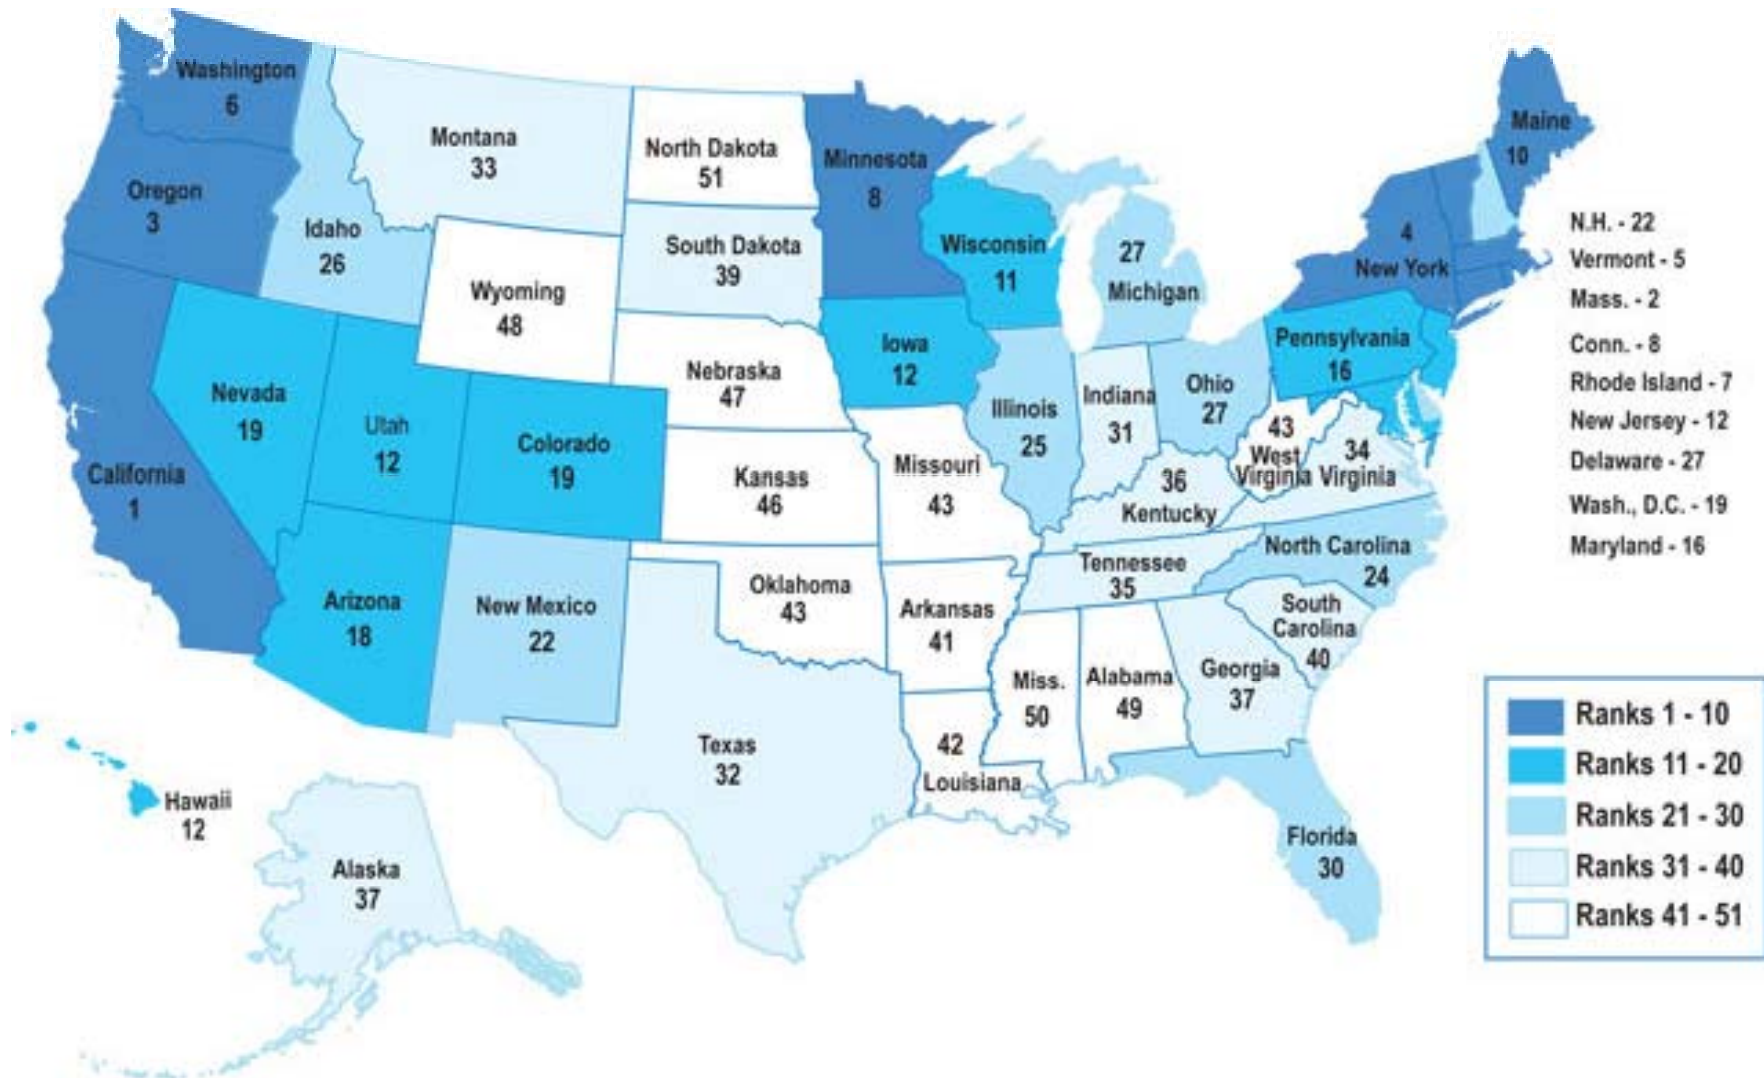 Washington
6
Oregon
3
California
1
Idaho
26
Nevada
19
Utah
12
Arizona
18
Montana
33
Wyoming
48
Colorado
19
New Mexico
22
North Dakota
51
South Dakota
39
Nebraska
47
Kansas
46
Oklahoma
43
Texas
32
Minnesota
8
Iowa
12
Missouri
43
Arkansas
41
42
Louisiana
Wisconsin
11
Illinois
25
27
Michigan
Indiana
31
Ohio
27
36
Kentucky
Tennessee
35
Miss.
50
Alabama
49
Georgia
37
Florida
30
South
Carolina
40
North Carolina
24
43
West
Virginia
34
Virginia
Pennsylvania
16
4
New York
Maine
10
N.H. - 22
Vermont - 5
Mass. - 2
Conn. - 8
Rhode Island - 7
New Jersey - 12
Delaware - 27
Wash., D.C. - 19
Maryland - 16
Hawaii
12
Alaska
37
Ranks 1 - 10
Ranks 11 - 20
Ranks 21 - 30
Ranks 31 - 40
Ranks 41 - 51